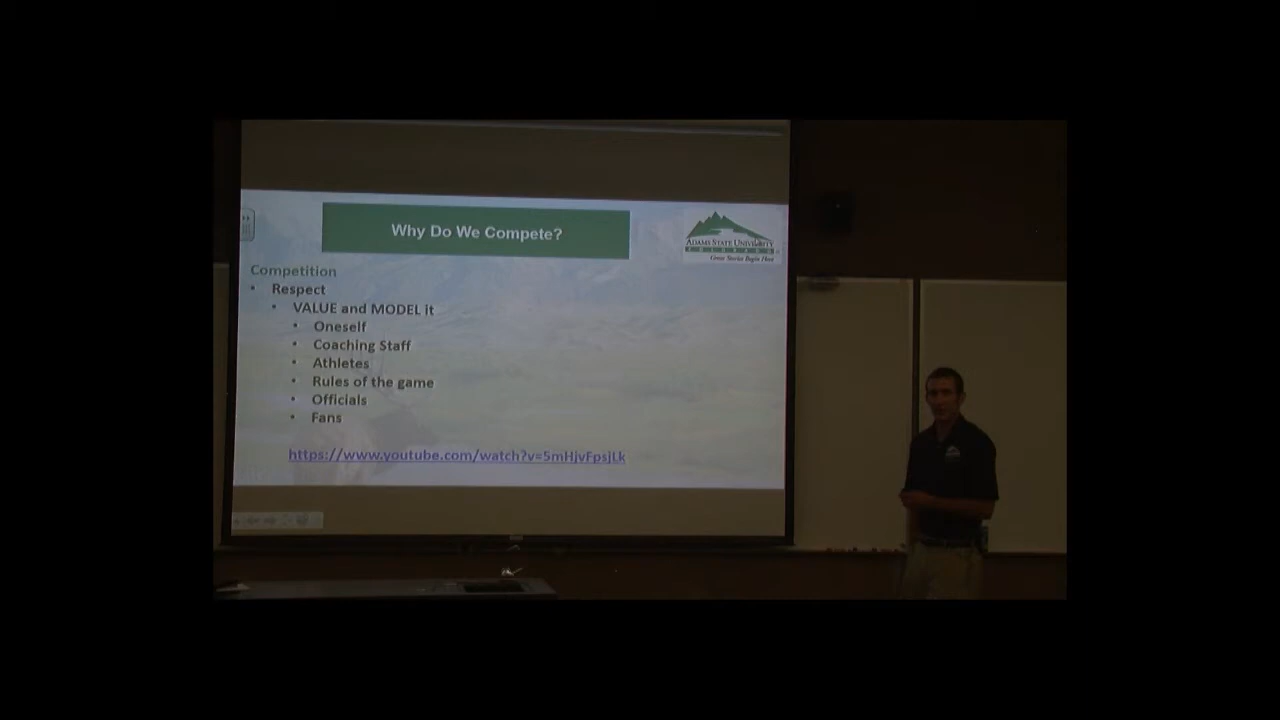 Why Do We Compete?
ADAMS STATE UNIVERSITY
COLORADO
Great Stories Begin Here
Competition
• Respect
• VALUE and MODEL it
• Oneself
• Coaching Staff
• Athletes
• Rules of the game
• Officials
• Fans
https://www.youtube.com/watch?v=5mHjvFpsjLk